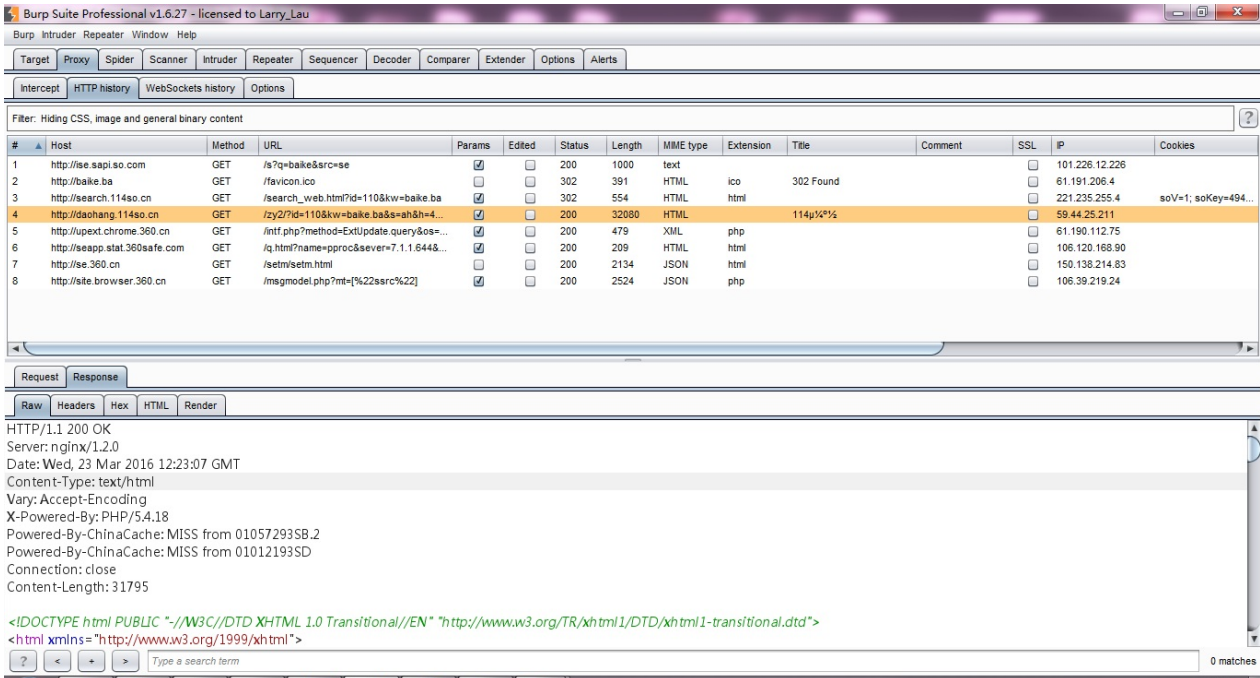 Burp Suite Professional v1.6.27 - licensed to Larry_Lau
Burp Intruder Repeater Window Help
Target Proxy Spider Scanner Intruder Repeater Sequencer Decoder Comparer Extender Options Alerts
Intercept HTTP history WebSockets history Options
Filter: Hiding CSS, image and general binary content ?
# Host Method URL Params Edited Status Length MIME type Extension Title Comment SSL IP Cookies
1 http://ise.sapi.so.com GET /s?q=baike&src=se 200 1000 text 101.226.12.226
2 http://baike.ba GET /favicon.ico 302 391 HTML ico 302 Found 61.191.206.4
3 http://search.114so.cn GET /search_web.html?id=110&kw=baike.ba 302 554 HTML html 221.235.255.4 soV=1; soKey=494...
4 http://daohang.114so.cn GET /zy2/?id=110&kw=baike.ba&s=ah&h=4... 200 32080 HTML 114µ¼º½ 59.44.25.211
5 http://upext.chrome.360.cn GET /intf.php?method=ExtUpdate.query&os=... 200 479 XML php 61.190.112.75
6 http://seapp.stat.360safe.com GET /q.html?name=pproc&sever=7.1.1.644&... 200 209 HTML html 106.120.168.90
7 http://se.360.cn GET /setm/setm.html 200 2134 JSON html 150.138.214.83
8 http://site.browser.360.cn GET /msgmodel.php?mt=[%22ssrc%22] 200 2524 JSON php 106.39.219.24
Request Response
Raw Headers Hex HTML Render
HTTP/1.1 200 OK
Server: nginx/1.2.0
Date: Wed, 23 Mar 2016 12:23:07 GMT
Content-Type: text/html
Vary: Accept-Encoding
X-Powered-By: PHP/5.4.18
Powered-By-ChinaCache: MISS from 01057293SB.2
Powered-By-ChinaCache: MISS from 01012193SD
Connection: close
Content-Length: 31795
<!DOCTYPE html PUBLIC "-//W3C//DTD XHTML 1.0 Transitional//EN" "http://www.w3.org/TR/xhtml1/DTD/xhtml1-transitional.dtd">
<html xmlns="http://www.w3.org/1999/xhtml">
? < + > Type a search term 0 matches